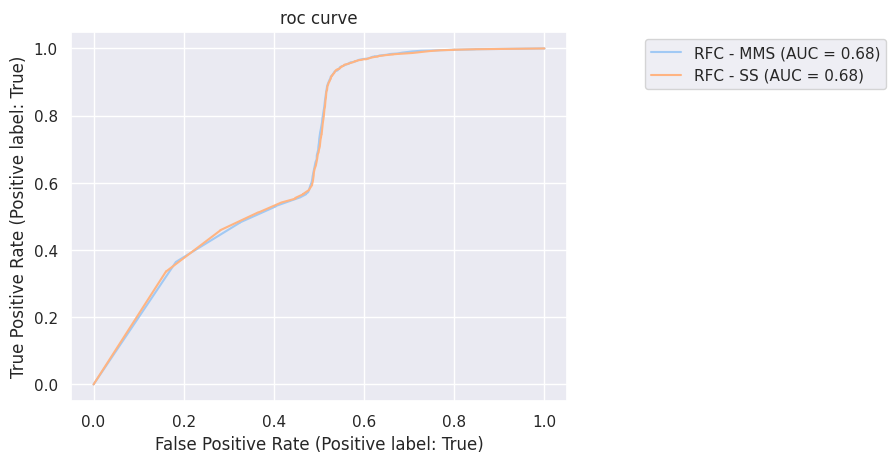 roc curve
RFC - MMS (AUC = 0.68)
RFC - SS (AUC = 0.68)
True Positive Rate (Positive label: True)
1.0
0.8
0.6
0.4
0.2
0.0
0.0 0.2 0.4 0.6 0.8 1.0
False Positive Rate (Positive label: True)